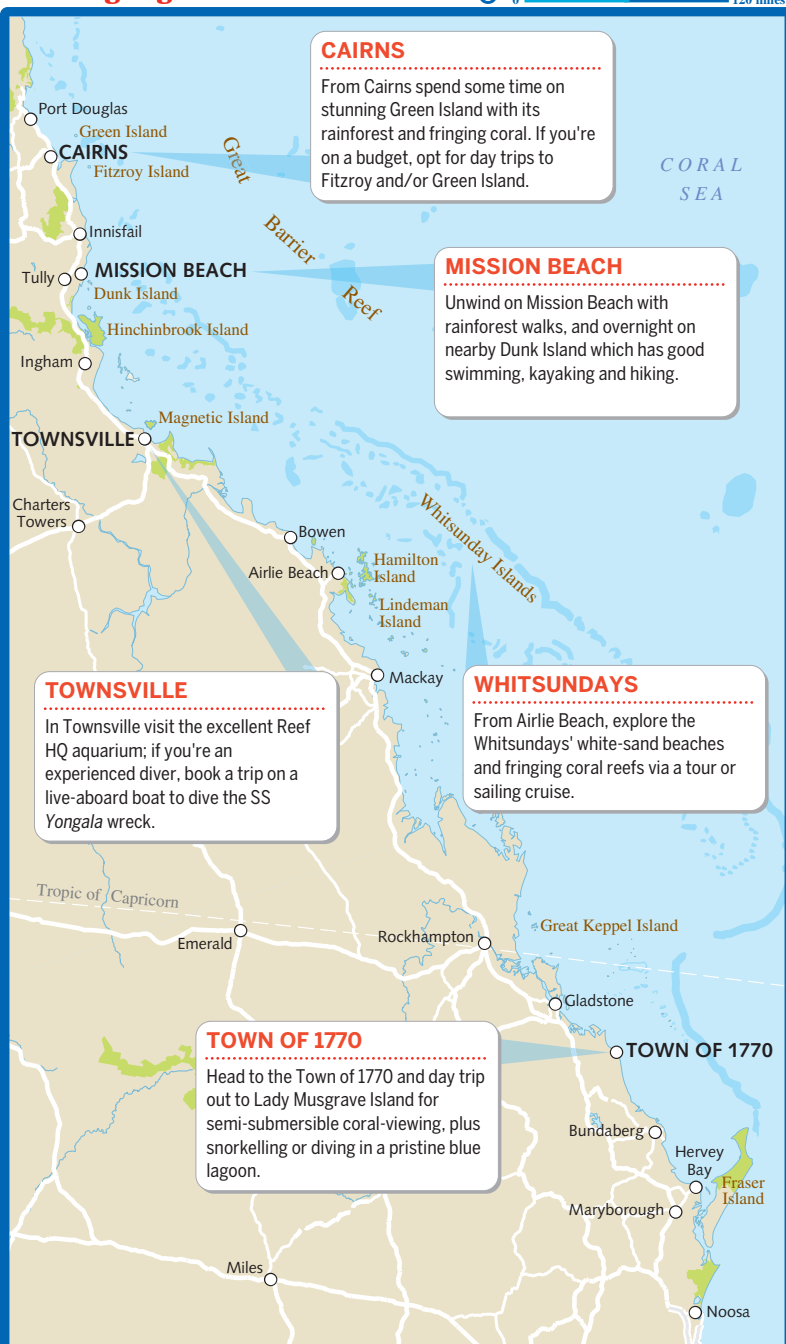 0
120 miles
CAIRNS
From Cairns spend some time on
stunning Green Island with its
rainforest and fringing coral. If you're
on a budget, opt for day trips to
Fitzroy and/or Green Island.
Port Douglas
Green Island
CAIRNS
Fitzroy Island
Great
Barrier
Reef
CORAL
SEA
Innisfail
MISSION BEACH
Tully
Dunk Island
MISSION BEACH
Unwind on Mission Beach with
rainforest walks, and overnight on
nearby Dunk Island which has good
swimming, kayaking and hiking.
Hinchinbrook Island
Ingham
Magnetic Island
TOWNSVILLE
Charters
Towers
Bowen
Whitsunday Islands
Airlie Beach
Hamilton
Island
Lindeman
Island
Mackay
TOWNSVILLE
In Townsville visit the excellent Reef
HQ aquarium; if you're an
experienced diver, book a trip on a
live-aboard boat to dive the SS
Yongala wreck.
WHITSUNDAYS
From Airlie Beach, explore the
Whitsundays' white-sand beaches
and fringing coral reefs via a tour or
sailing cruise.
Tropic of Capricorn
Emerald
Rockhampton
Great Keppel Island
Gladstone
TOWN OF 1770
TOWN OF 1770
Head to the Town of 1770 and day trip
out to Lady Musgrave Island for
semi-submersible coral-viewing, plus
snorkelling or diving in a pristine blue
lagoon.
Bundaberg
Hervey
Bay
Fraser
Island
Maryborough
Miles
Noosa